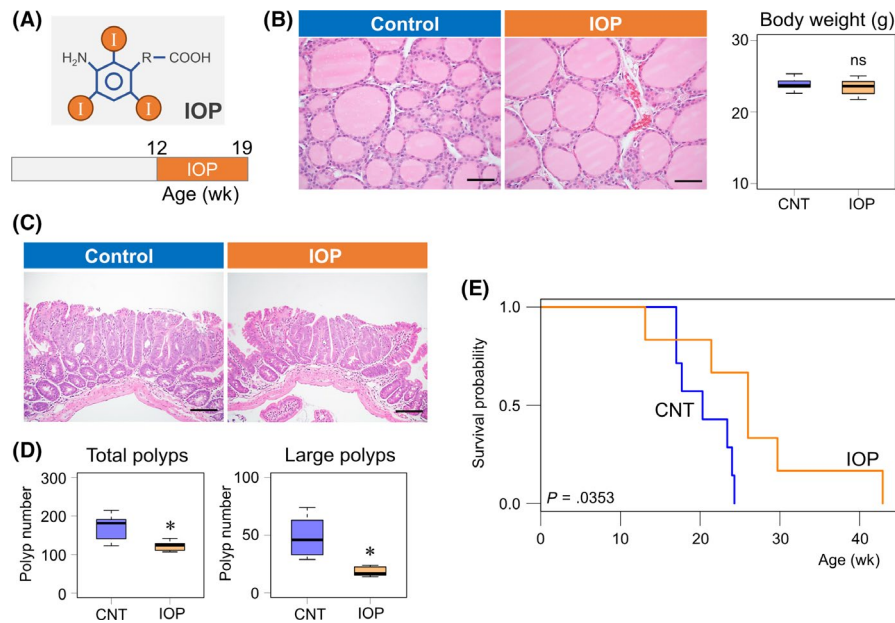 (A)
I
H₂N
R
COOH
I
I
IOP
12
19
IOP
Age (wk)
(B)
Control
IOP
Body weight (g)
30
20
10
ns
CNT
IOP
(C)
Control
IOP
(D)
Total polyps
Polyp number
300
200
100
0
*
CNT
IOP
Large polyps
Polyp number
100
50
0
*
CNT
IOP
(E)
Survival probability
1.0
0.5
0.0
CNT
IOP
P = .0353
0
10
20
30
40
Age (wk)